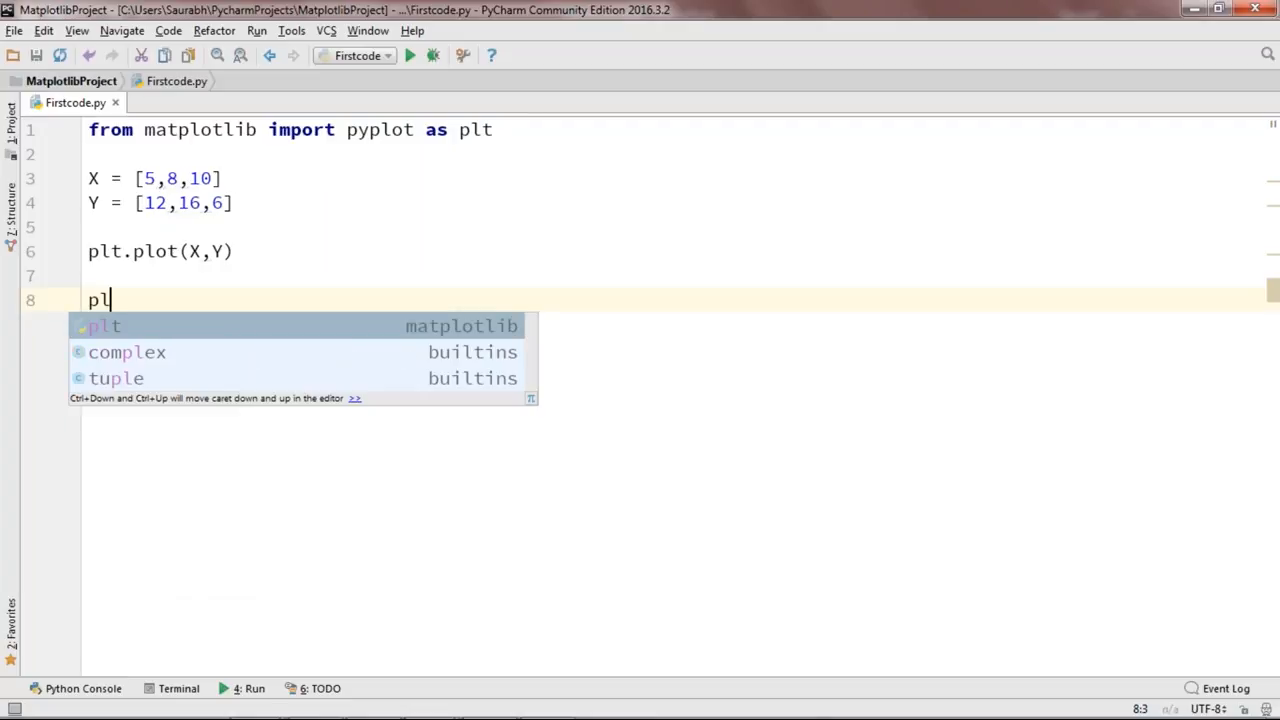 MatplotlibProject - [C:\Users\Saurabh\PycharmProjects\MatplotlibProject] - ...\Firstcode.py - PyCharm Community Edition 2016.3.2
File Edit View Navigate Code Refactor Run Tools VCS Window Help
Firstcode
MatplotlibProject Firstcode.py
Firstcode.py
1: Project
Z: Structure
2: Favorites
1 from matplotlib import pyplot as plt
2
3 X = [5,8,10]
4 Y = [12,16,6]
5
6 plt.plot(X,Y)
7
8 pl
plt matplotlib
complex builtins
tuple builtins
Ctrl+Down and Ctrl+Up will move caret down and up in the editor >> π
Python Console Terminal 4: Run 6: TODO Event Log
8:3 n/a UTF-8